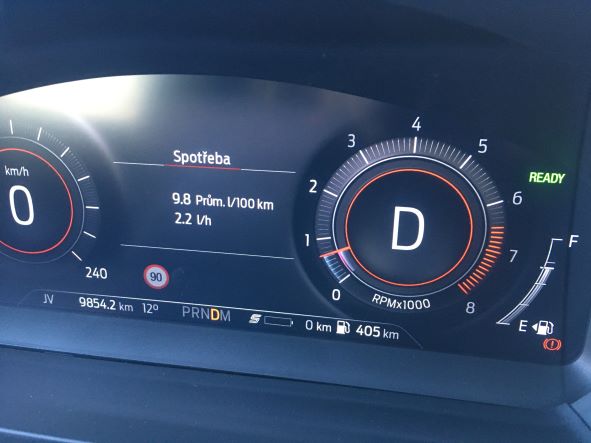 Spotřeba
9.8 Prům. l/100 km
2.2 l/h
km/h
0
240
90
0
1
2
3
4
5
6
7
8
D
RPMx1000
READY
F
E
JV 9854.2 km 12° PRNDM 0 km 405 km